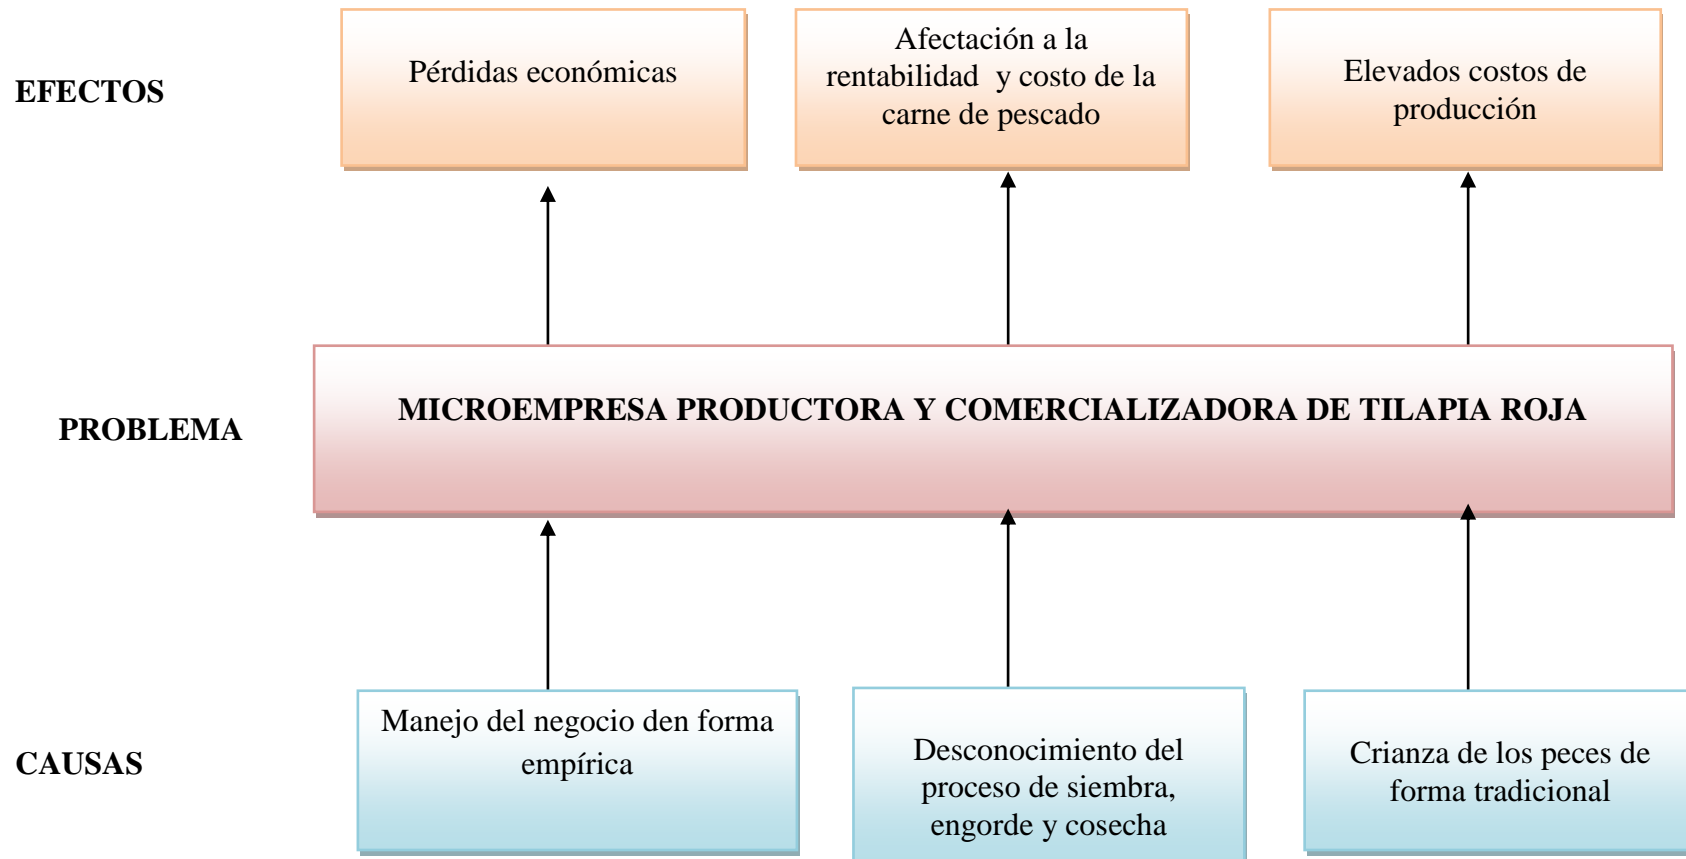 EFECTOS
Pérdidas económicas
Afectación a la
rentabilidad y costo de la
carne de pescado
Elevados costos de
producción
PROBLEMA
MICROEMPRESA PRODUCTORA Y COMERCIALIZADORA DE TILAPIA ROJA
CAUSAS
Manejo del negocio den forma
empírica
Desconocimiento del
proceso de siembra,
engorde y cosecha
Crianza de los peces de
forma tradicional